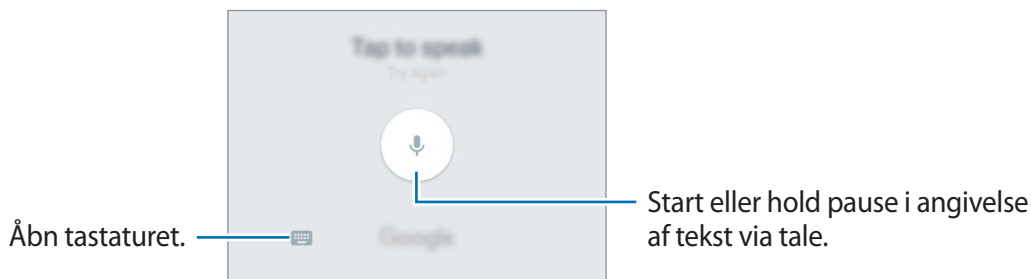 Tap to speak
Try again
Åbn tastaturet.
Start eller hold pause i angivelse
af tekst via tale.
Google